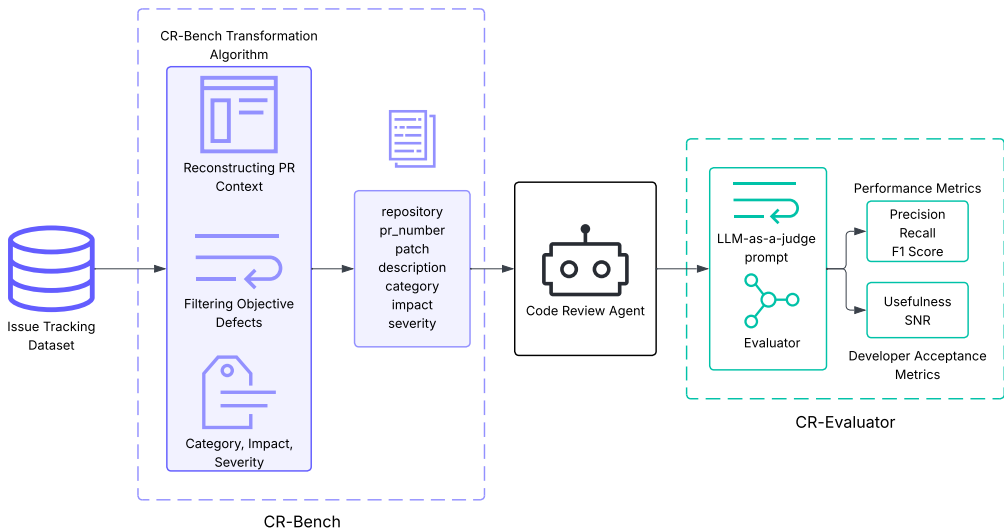 CR-Bench Transformation
Algorithm
Reconstructing PR
Context
Filtering Objective
Defects
Category, Impact,
Severity
Issue Tracking
Dataset
repository
pr_number
patch
description
category
impact
severity
CR-Bench
Code Review Agent
LLM-as-a-judge
prompt
Evaluator
Performance Metrics
Precision
Recall
F1 Score
Usefulness
SNR
Developer Acceptance
Metrics
CR-Evaluator